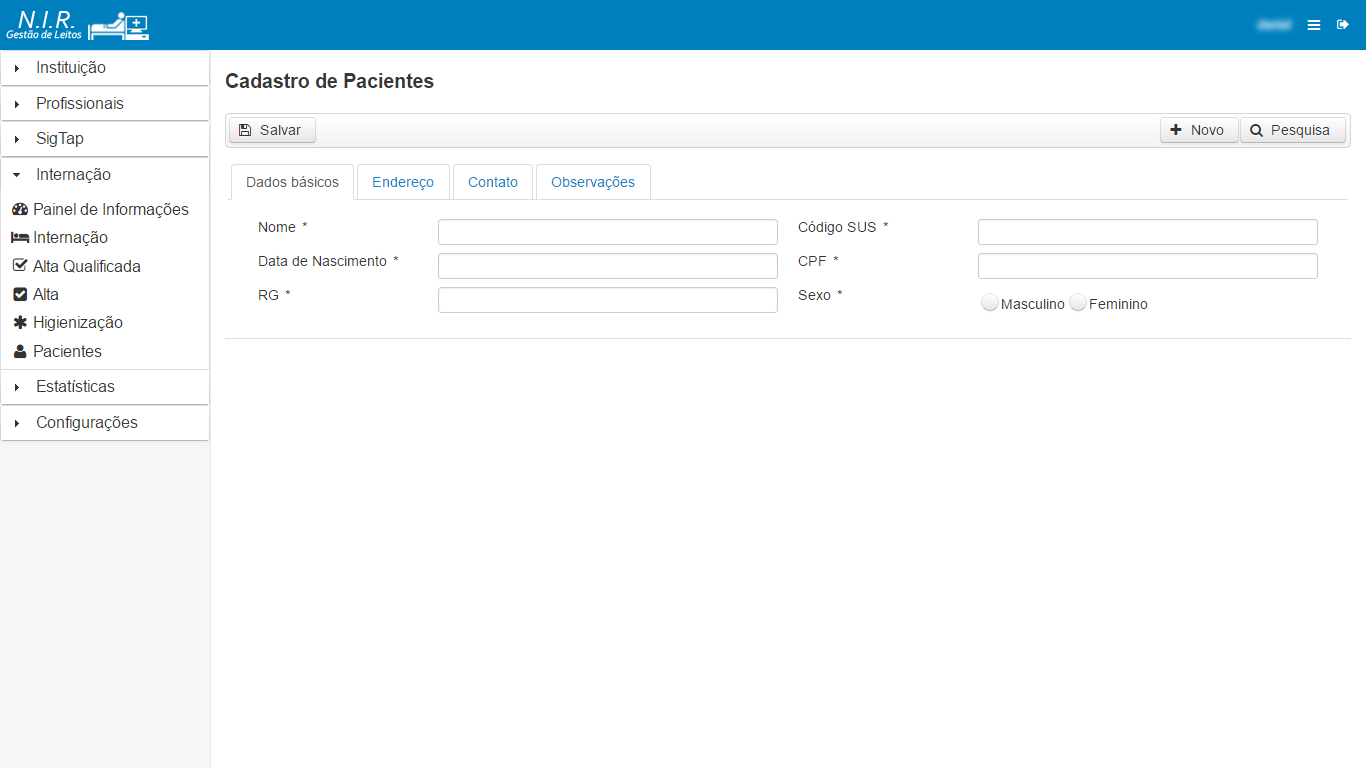 N.I.R.
Gestão de Leitos
Instituição
Profissionais
SigTap
Internação
Painel de Informações
Internação
Alta Qualificada
Alta
Higienização
Pacientes
Estatísticas
Configurações
Cadastro de Pacientes
Salvar Novo Pesquisa
Dados básicos Endereço Contato Observações
Nome * Código SUS *
Data de Nascimento * CPF *
RG * Sexo * Masculino Feminino